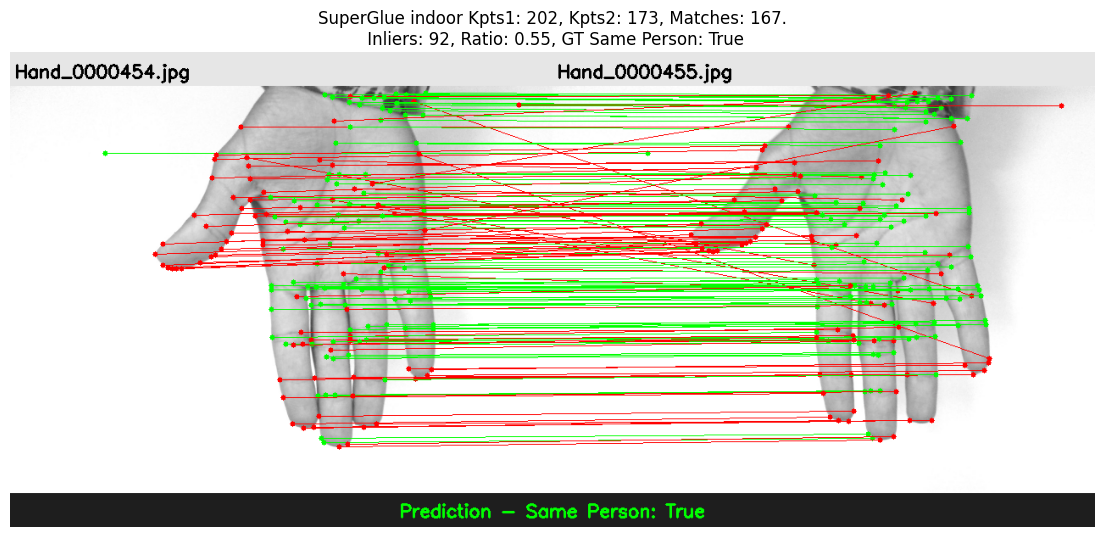 SuperGlue indoor Kpts1: 202, Kpts2: 173, Matches: 167.
Inliers: 92, Ratio: 0.55, GT Same Person: True
Hand_0000454.jpg
Hand_0000455.jpg
Prediction - Same Person: True